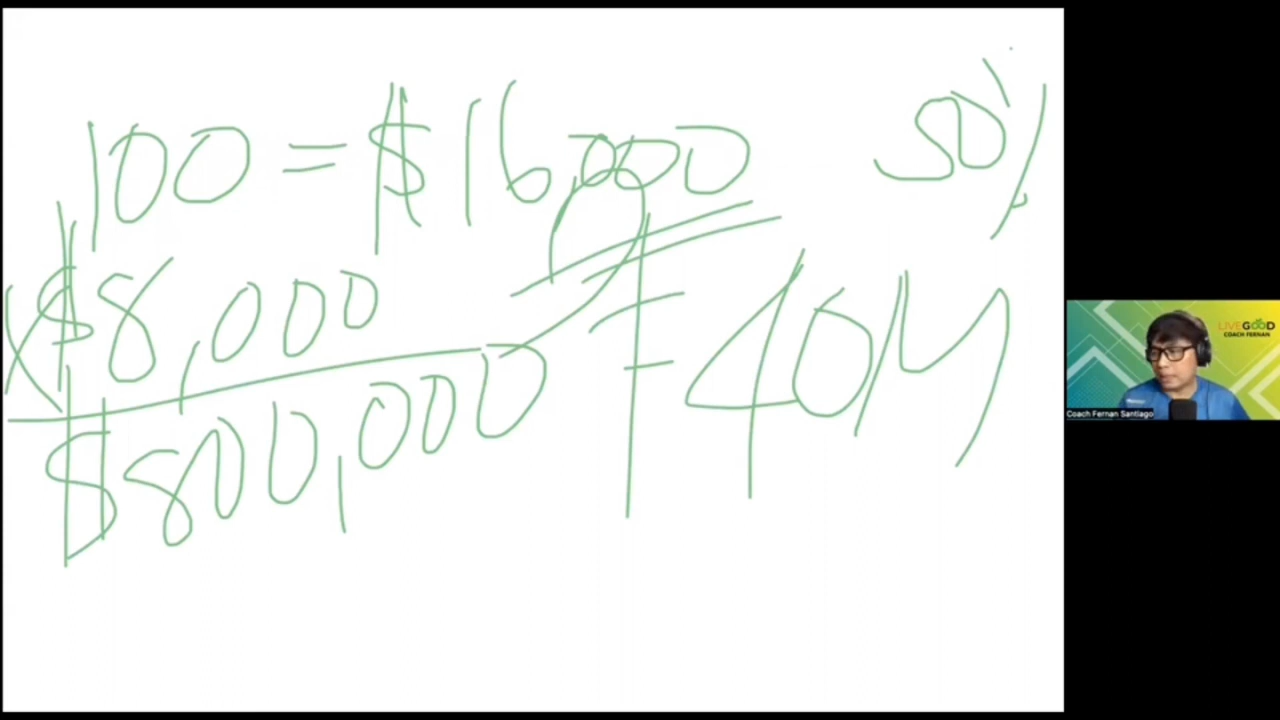 100 = $16,000 50%
x $8,000
$800,000 ₱40M
LIVEGOOD
COACH FERNAN
Coach Fernan Santiago